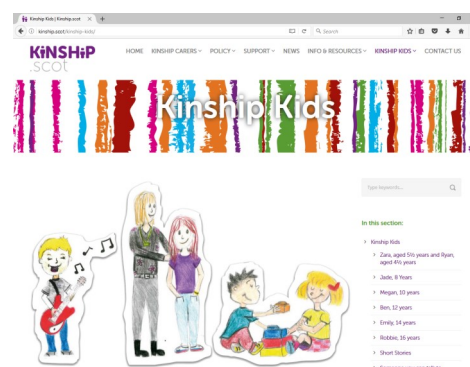 Kinship Kids | Kinship.scot
kinship.scot/kinship-kids/
Search
KINSHIP
.scot
HOME KINSHIP CARERS POLICY SUPPORT NEWS INFO & RESOURCES KINSHIP KIDS CONTACT US
Kinship Kids
Type keywords...
In this section:
Kinship Kids
Zara, aged 5½ years and Ryan,
aged 4½ years
Jade, 8 Years
Megan, 10 years
Ben, 12 years
Emily, 14 years
Robbie, 16 years
Short Stories